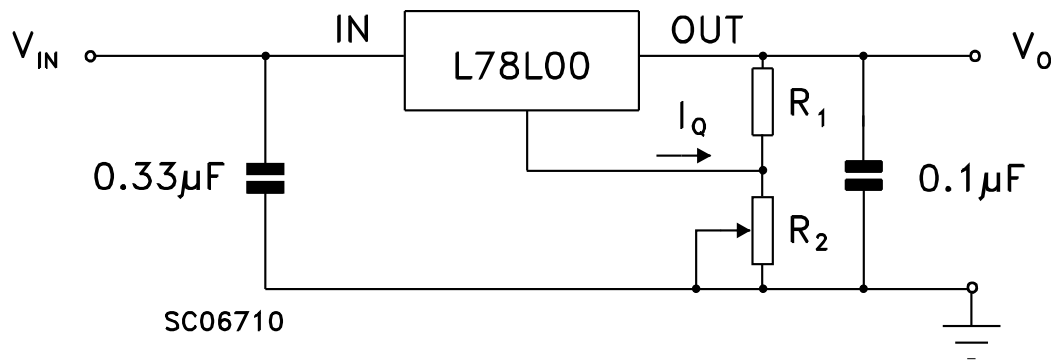 V_IN
IN
L78L00
OUT
V_O
R_1
I_Q
0.33µF
0.1µF
R_2
SC06710